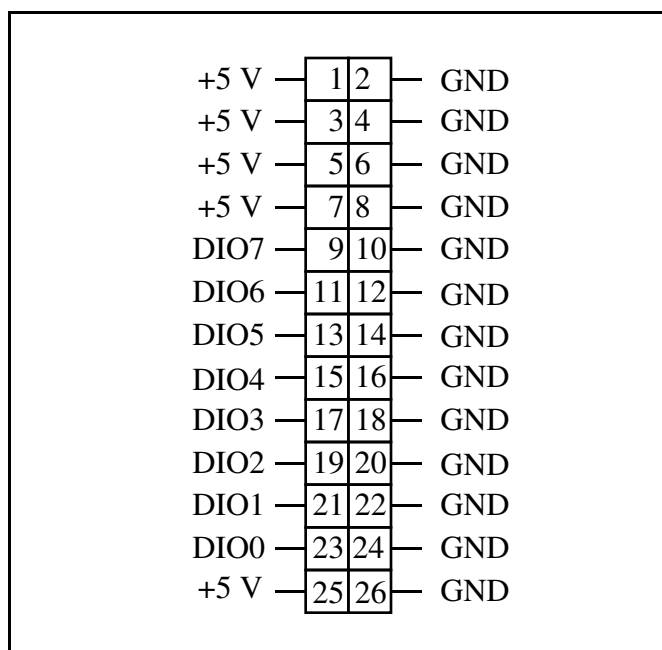 +5 V 1 2 GND
+5 V 3 4 GND
+5 V 5 6 GND
+5 V 7 8 GND
DIO7 9 10 GND
DIO6 11 12 GND
DIO5 13 14 GND
DIO4 15 16 GND
DIO3 17 18 GND
DIO2 19 20 GND
DIO1 21 22 GND
DIO0 23 24 GND
+5 V 25 26 GND